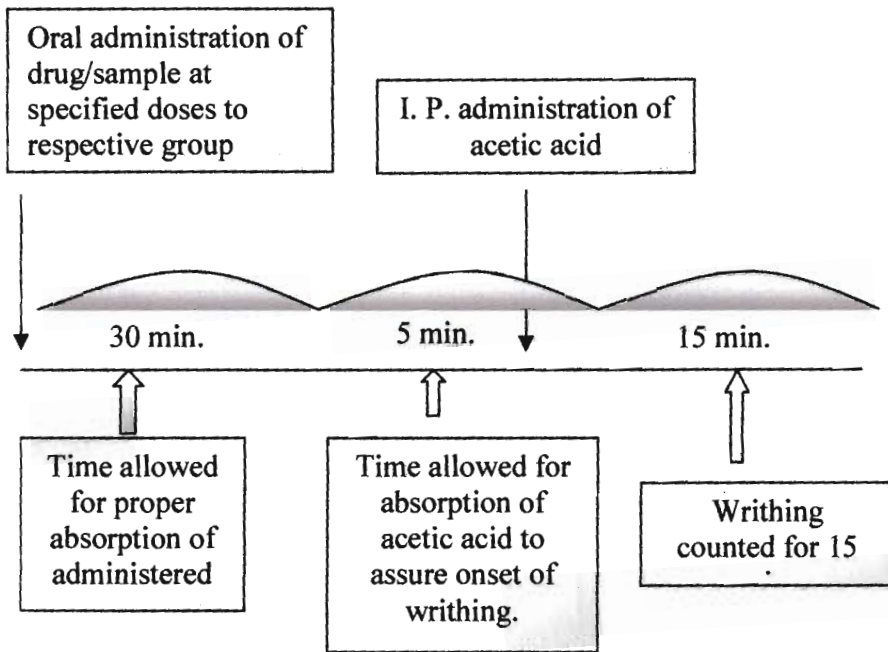 Oral administration of
drug/sample at
specified doses to
respective group
I. P. administration of
acetic acid
30 min.
5 min.
15 min.
Time allowed
for proper
absorption of
administered
Time allowed for
absorption of
acetic acid to
assure onset of
writhing.
Writhing
counted for 15
.